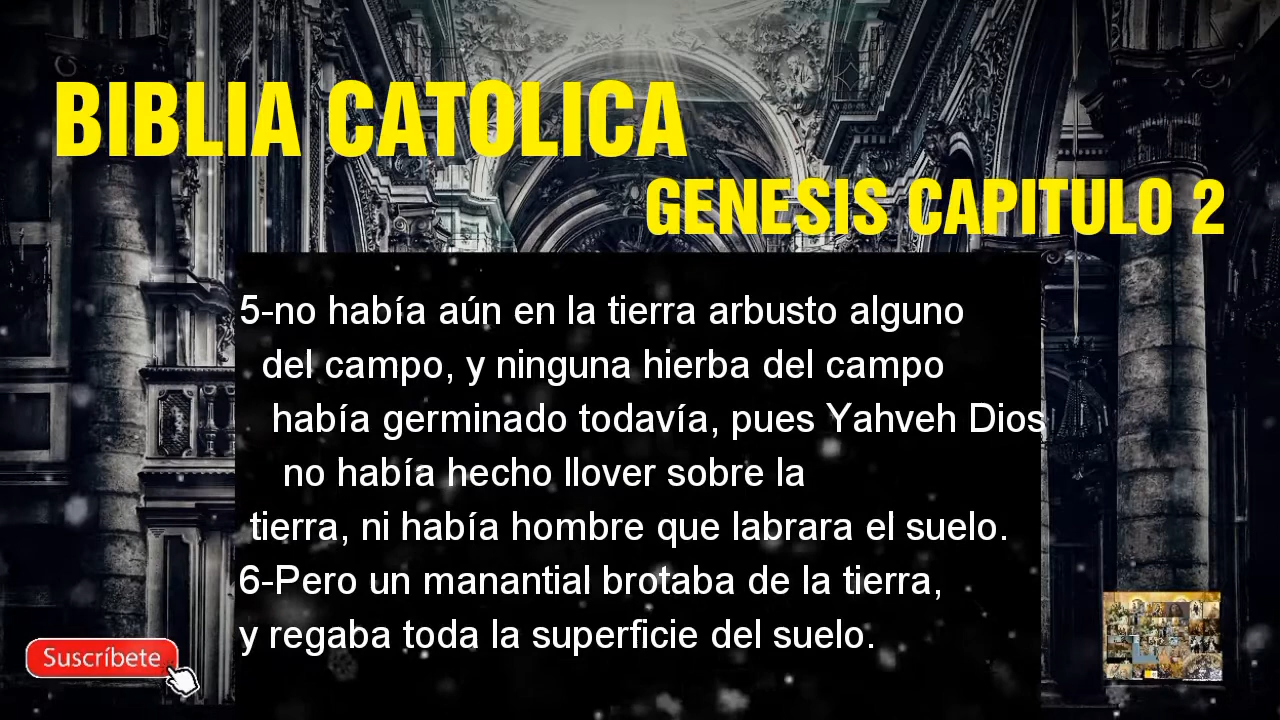 BIBLIA CATOLICA
GENESIS CAPITULO 2
5-no había aún en la tierra arbusto alguno
del campo, y ninguna hierba del campo
había germinado todavía, pues Yahveh Dios
no había hecho llover sobre la
tierra, ni había hombre que labrara el suelo.
6-Pero un manantial brotaba de la tierra,
y regaba toda la superficie del suelo.
Suscríbete